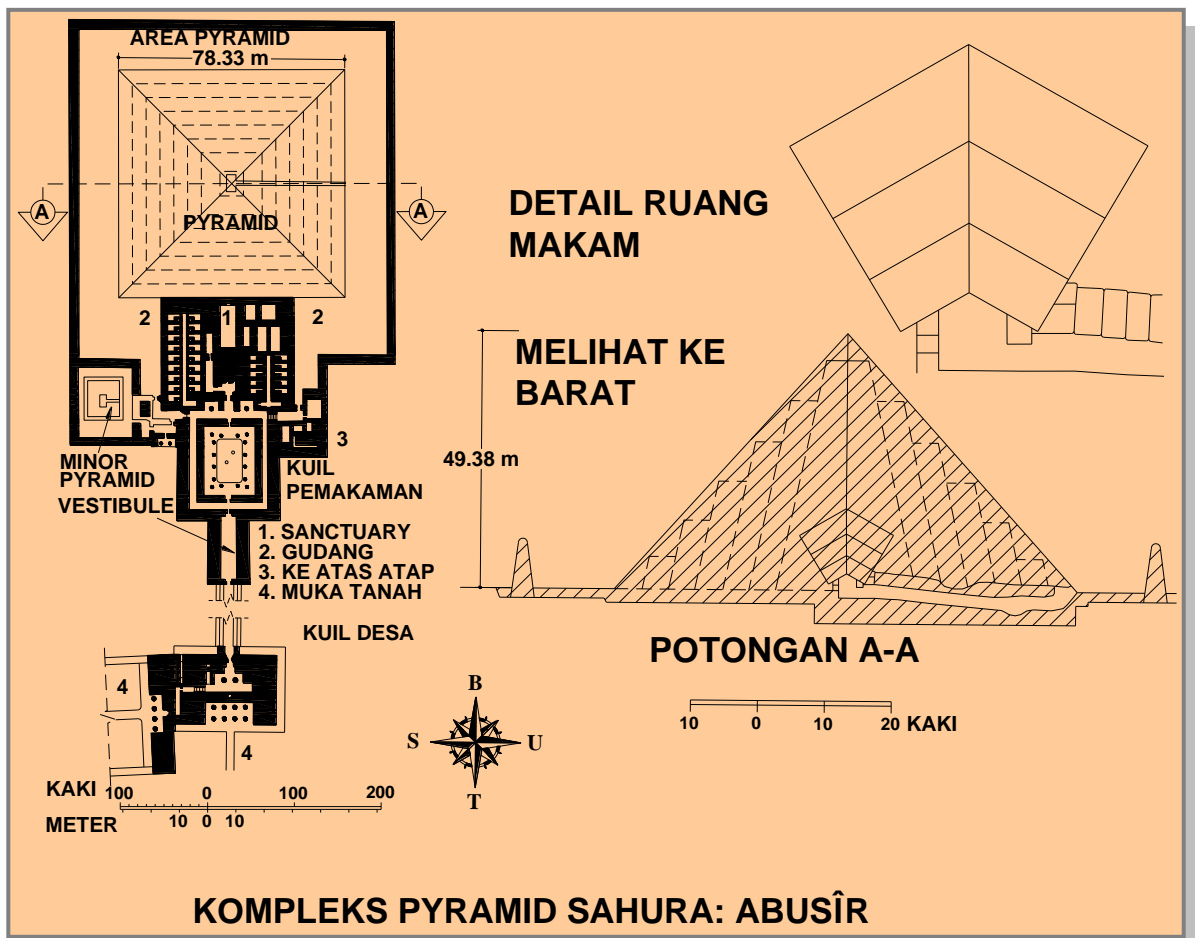 AREA PYRAMID
78.33 m
A
A
PYRAMID
2
1
2
3
MINOR
PYRAMID
VESTIBULE
KUIL
PEMAKAMAN
1. SANCTUARY
2. GUDANG
3. KE ATAS ATAP
4. MUKA TANAH
KUIL DESA
4
4
KAKI 100 0 100 200
METER 10 0 10
DETAIL RUANG
MAKAM
MELIHAT KE
BARAT
49.38 m
POTONGAN A-A
10 0 10 20 KAKI
B
S U
T
KOMPLEKS PYRAMID SAHURA: ABUSÎR